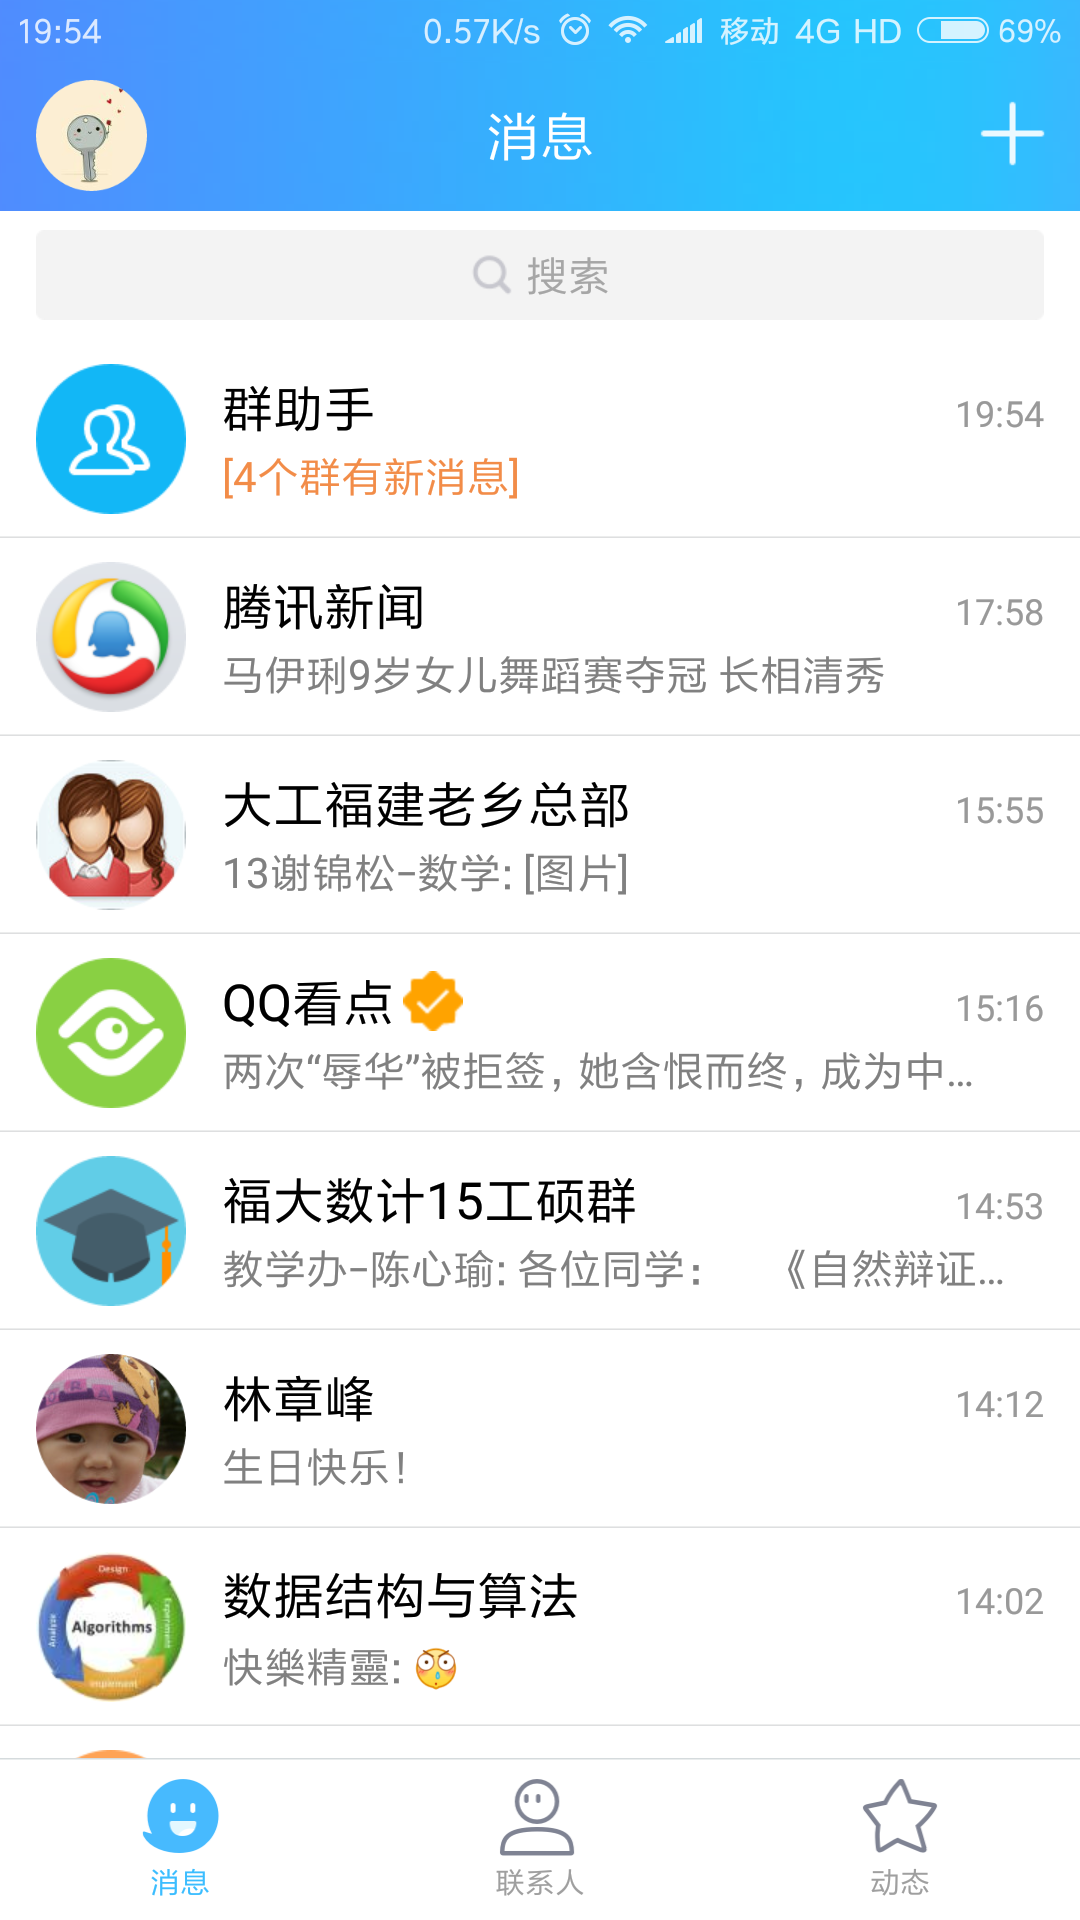 19:54 0.57K/s 移动 4G HD 69%
消息
搜索
群助手 19:54
[4个群有新消息]
腾讯新闻 17:58
马伊琍9岁女儿舞蹈赛夺冠 长相清秀
大工福建老乡总部 15:55
13谢锦松-数学: [图片]
QQ看点 15:16
两次“辱华”被拒签，她含恨而终，成为中...
福大数计15工硕群 14:53
教学办-陈心瑜: 各位同学： 《自然辩证...
林章峰 14:12
生日快乐！
数据结构与算法 14:02
Design
Analyze
Algorithms
Experiment
Implement
快樂精靈:
消息 联系人 动态